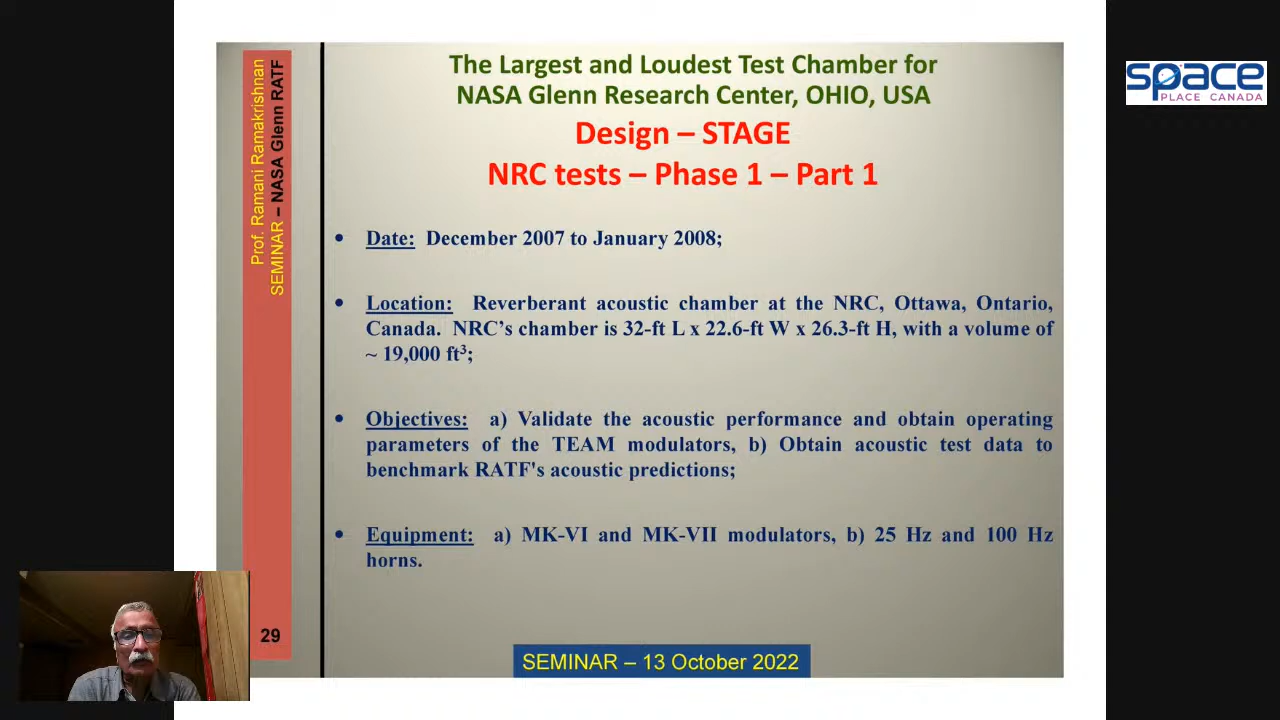 Prof. Ramani Ramakrishnan
SEMINAR – NASA Glenn RATF
29
The Largest and Loudest Test Chamber for
NASA Glenn Research Center, OHIO, USA
Design – STAGE
NRC tests – Phase 1 – Part 1
• Date: December 2007 to January 2008;
• Location: Reverberant acoustic chamber at the NRC, Ottawa, Ontario,
Canada. NRC’s chamber is 32-ft L x 22.6-ft W x 26.3-ft H, with a volume of
~ 19,000 ft³;
• Objectives: a) Validate the acoustic performance and obtain operating
parameters of the TEAM modulators, b) Obtain acoustic test data to
benchmark RATF's acoustic predictions;
• Equipment: a) MK-VI and MK-VII modulators, b) 25 Hz and 100 Hz
horns.
SEMINAR – 13 October 2022
space
PLACE CANADA